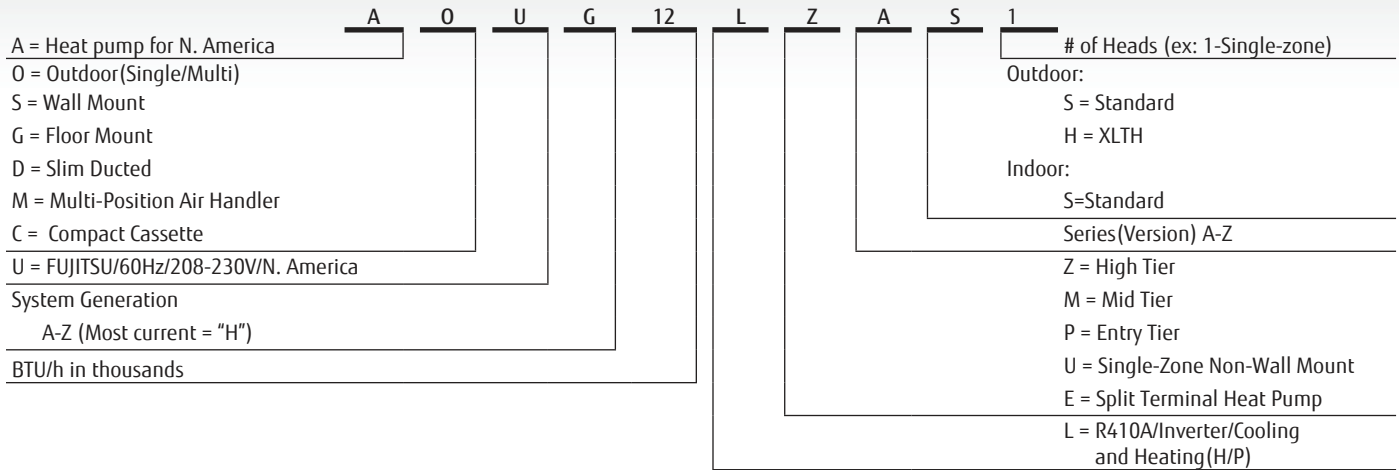 A O U G 12 L Z A S 1
A = Heat pump for N. America
O = Outdoor(Single/Multi)
S = Wall Mount
G = Floor Mount
D = Slim Ducted
M = Multi-Position Air Handler
C = Compact Cassette
U = FUJITSU/60Hz/208-230V/N. America
System Generation
A-Z (Most current = “H”)
BTU/h in thousands
# of Heads (ex: 1-Single-zone)
Outdoor:
S = Standard
H = XLTH
Indoor:
S=Standard
Series(Version) A-Z
Z = High Tier
M = Mid Tier
P = Entry Tier
U = Single-Zone Non-Wall Mount
E = Split Terminal Heat Pump
L = R410A/Inverter/Cooling
and Heating(H/P)